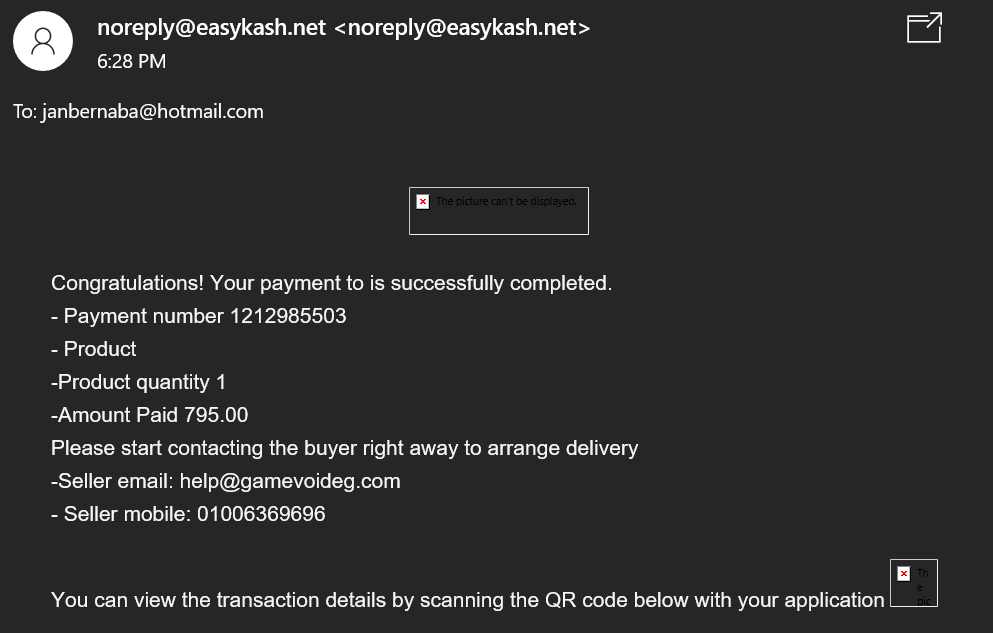 noreply@easykash.net <noreply@easykash.net>
6:28 PM
To: janbernaba@hotmail.com
The picture can't be displayed.
Congratulations! Your payment to is successfully completed.
- Payment number 1212985503
- Product
-Product quantity 1
-Amount Paid 795.00
Please start contacting the buyer right away to arrange delivery
-Seller email: help@gamevoideg.com
- Seller mobile: 01006369696
You can view the transaction details by scanning the QR code below with your application
Th
e
pic